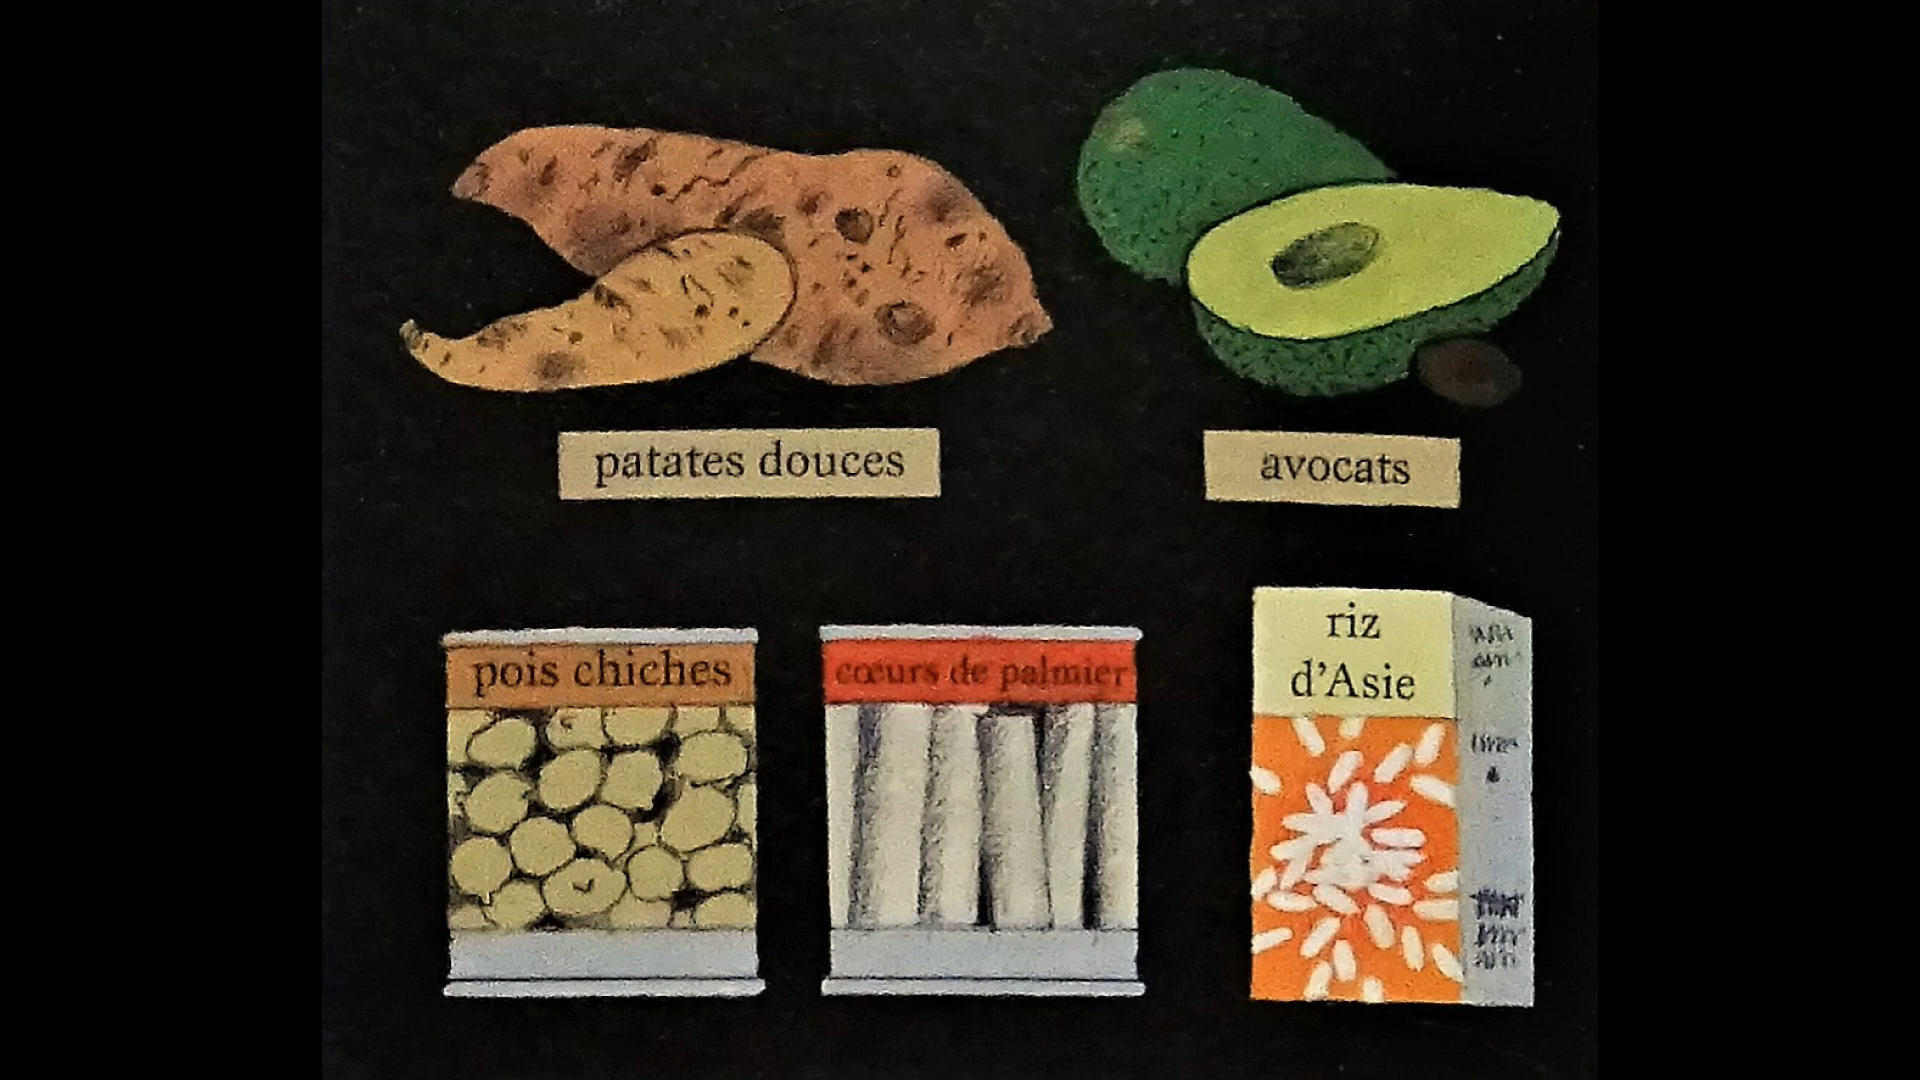 patates douces
avocats
pois chiches
cœurs de palmier
riz
d'Asie